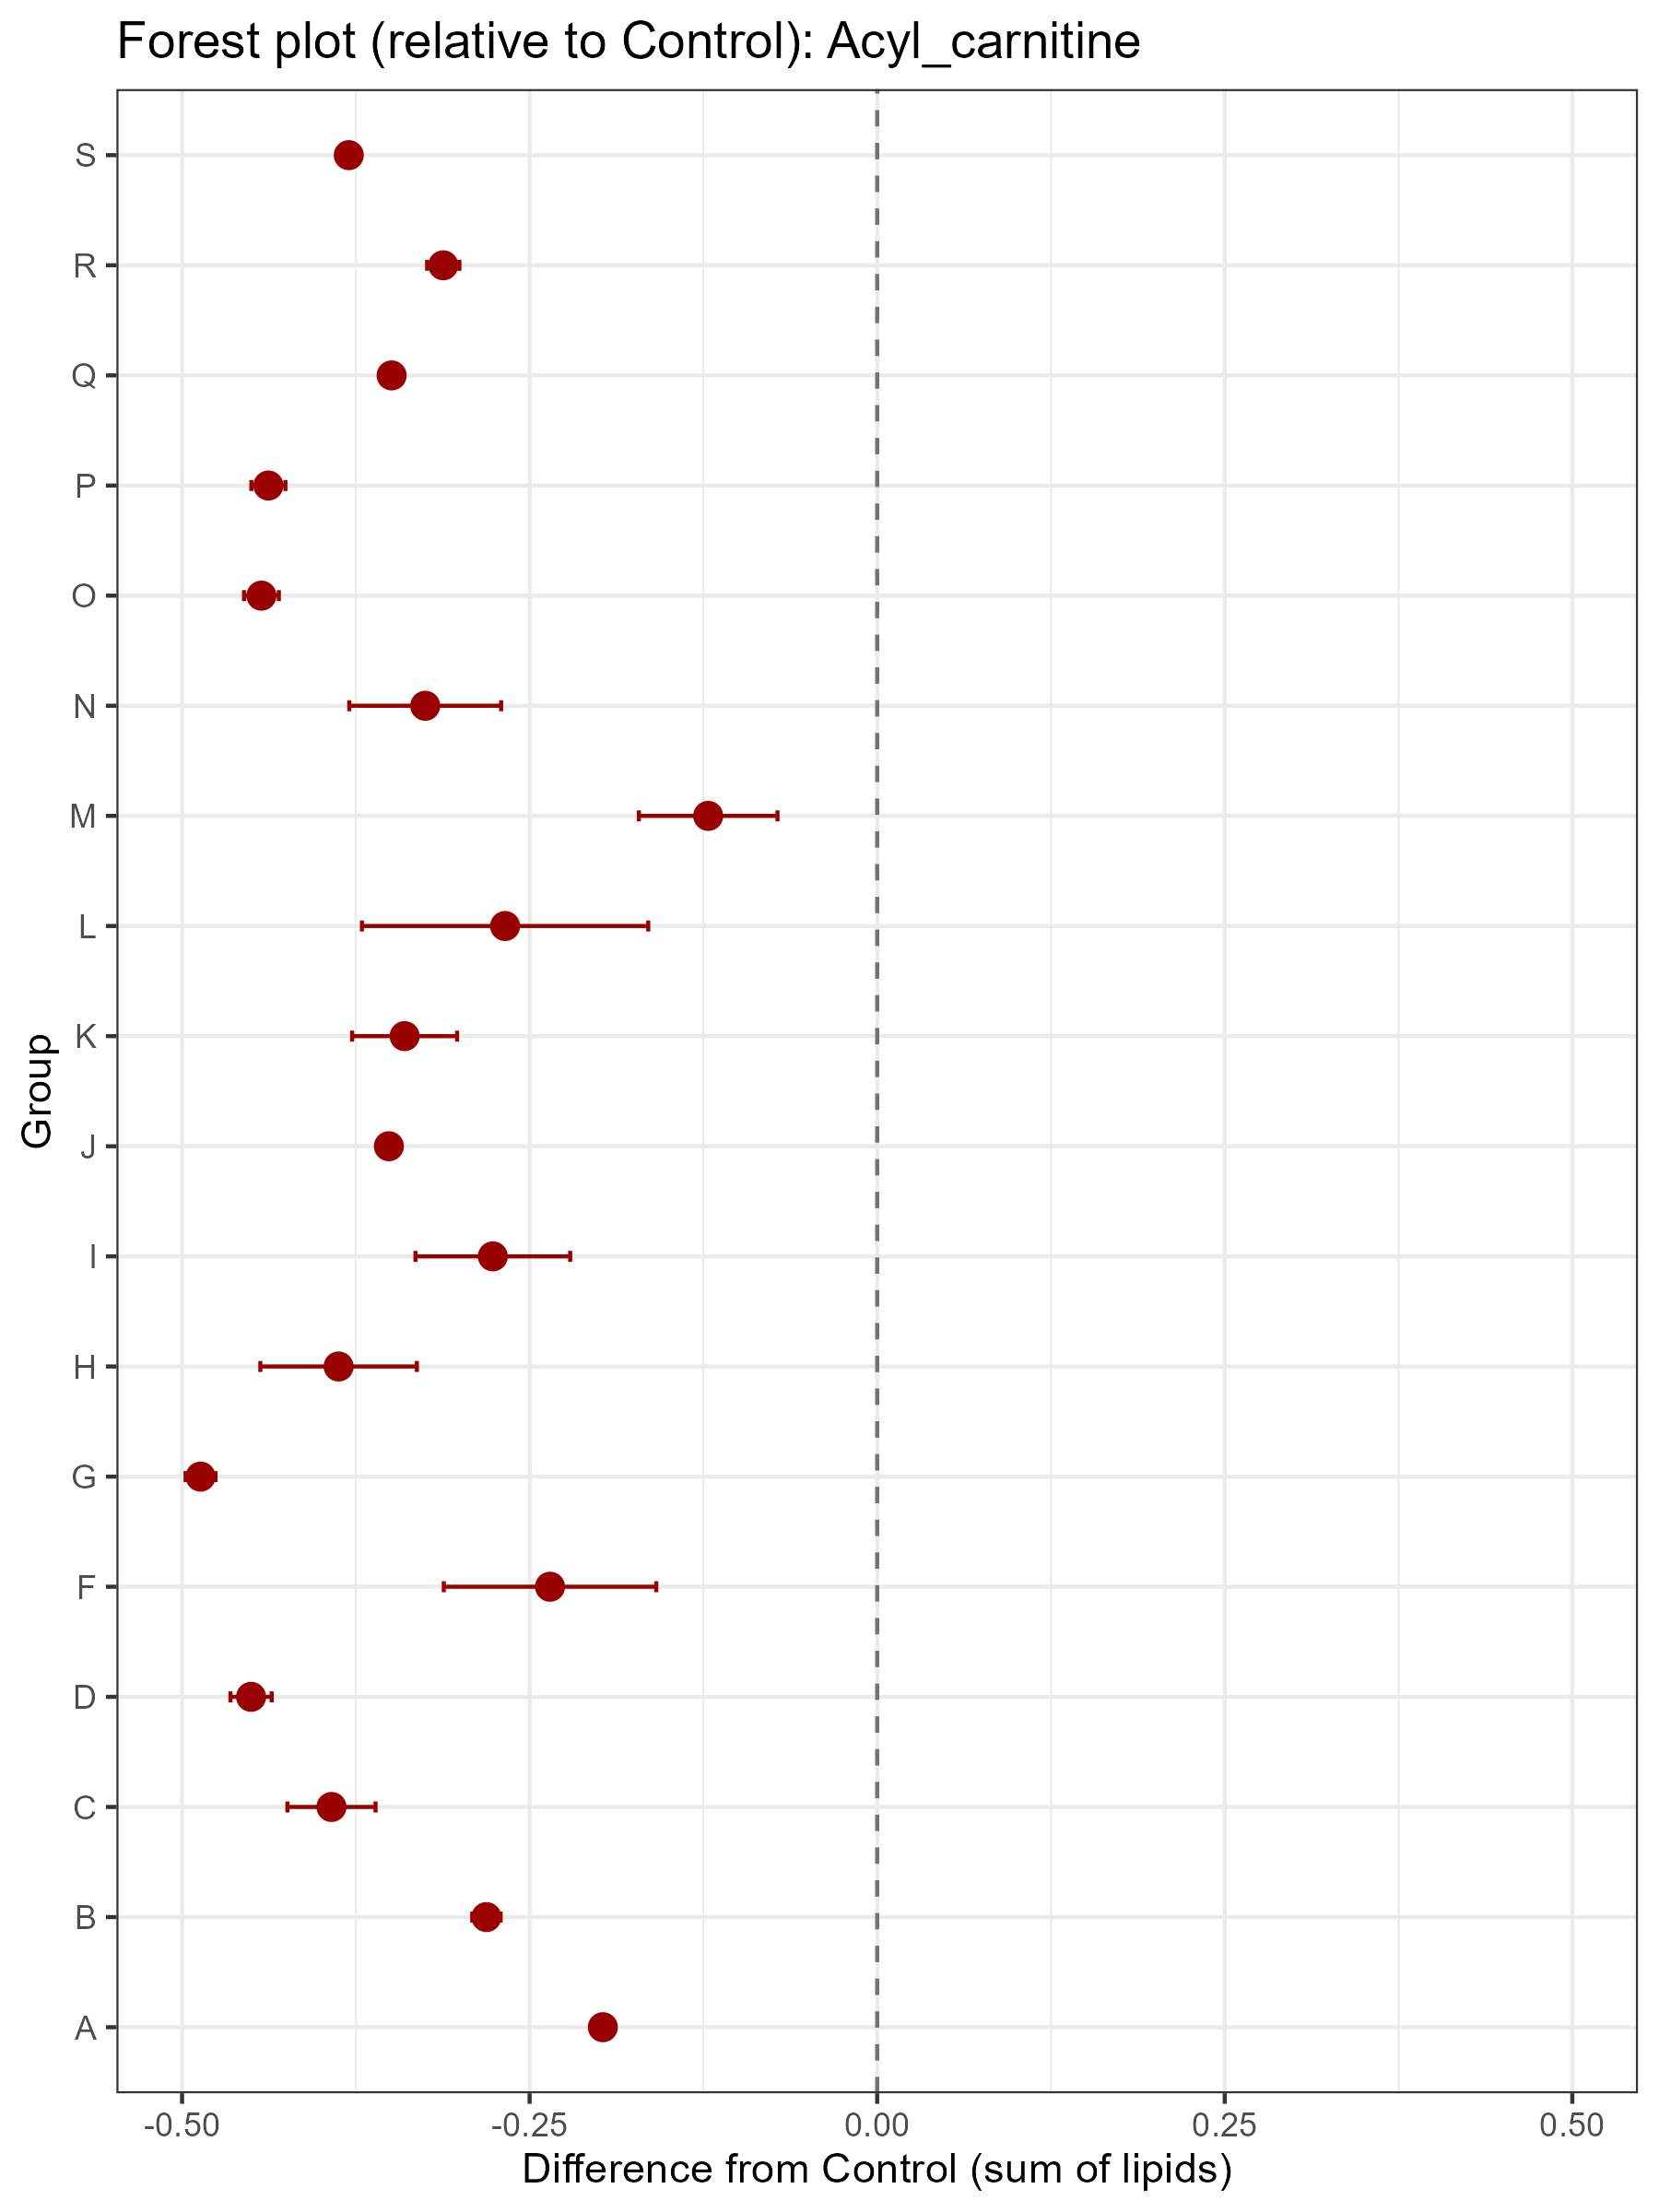 Forest plot (relative to Control): Acyl_carnitine
S
R
Q
P
O
N
M
L
K
J
I
H
G
F
D
C
B
A
Group
-0.50 -0.25 0.00 0.25 0.50
Difference from Control (sum of lipids)